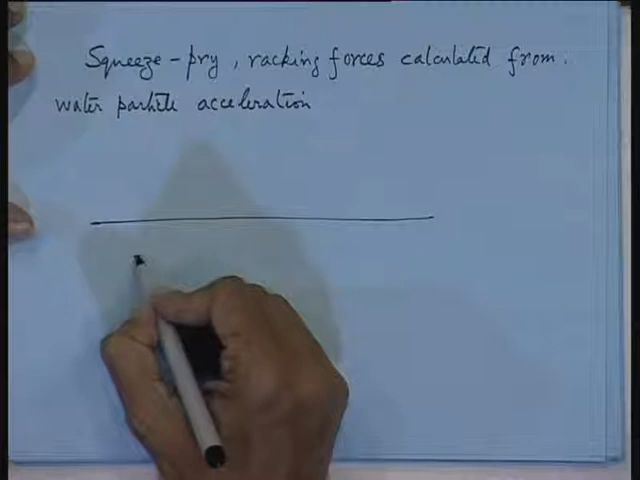 Squeeze - pry, racking forces calculated from.
water particle acceleration